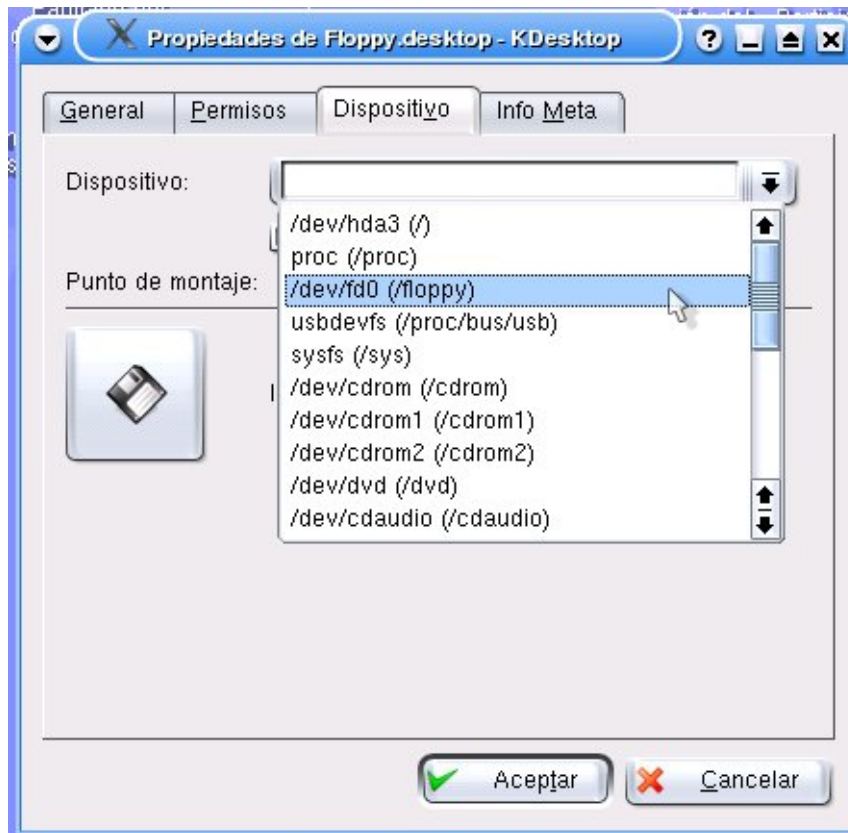 Propiedades de Floppy.desktop - KDesktop
General Permisos Dispositivo Info Meta
Dispositivo:
/dev/hda3 (/)
proc (/proc)
Punto de montaje:
/dev/fd0 (/floppy)
usbdevfs (/proc/bus/usb)
sysfs (/sys)
/dev/cdrom (/cdrom)
/dev/cdrom1 (/cdrom1)
/dev/cdrom2 (/cdrom2)
/dev/dvd (/dvd)
/dev/cdaudio (/cdaudio)
Aceptar Cancelar